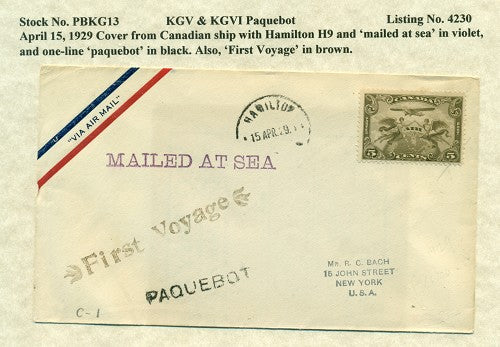 Stock No. PBKG13 KGV & KGVI Paquebot Listing No. 4230
April 15, 1929 Cover from Canadian ship with Hamilton H9 and ‘mailed at sea’ in violet,
and one-line ‘paquebot’ in black. Also, ‘First Voyage’ in brown.
"VIA AIR MAIL"
HAMILTON
15 APR 29
CANADA
AIR
5 CENTS 5
MAILED AT SEA
First Voyage
PAQUEBOT
MR. R. C. BACH
15 JOHN STREET
NEW YORK
U.S.A.
C-1